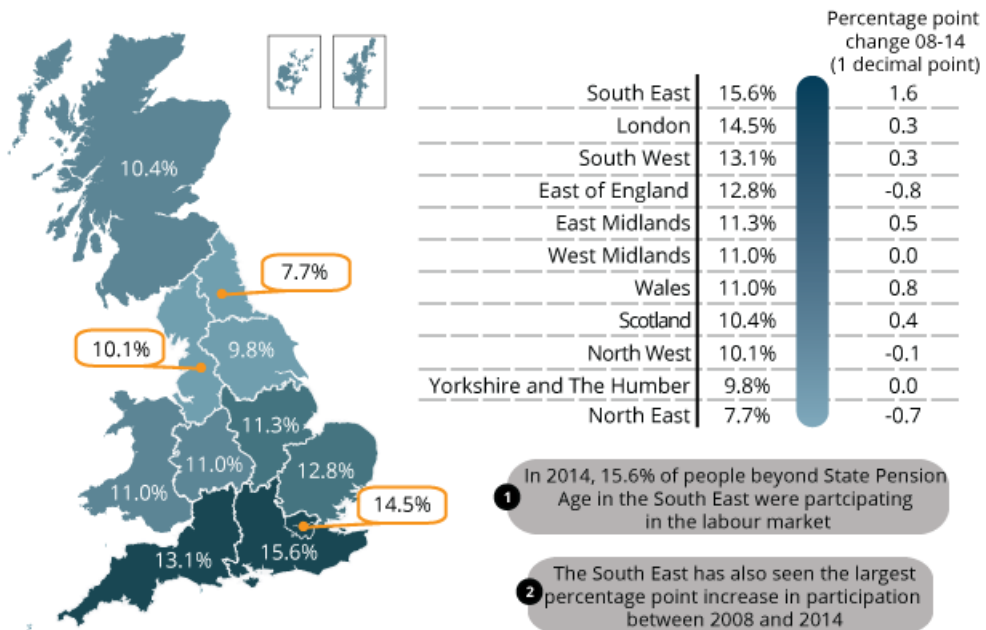 Percentage point
change 08-14
(1 decimal point)
South East 15.6% 1.6
London 14.5% 0.3
South West 13.1% 0.3
East of England 12.8% -0.8
East Midlands 11.3% 0.5
West Midlands 11.0% 0.0
Wales 11.0% 0.8
Scotland 10.4% 0.4
North West 10.1% -0.1
Yorkshire and The Humber 9.8% 0.0
North East 7.7% -0.7
10.4%
7.7%
10.1%
9.8%
11.3%
11.0%
12.8%
11.0%
14.5%
13.1%
15.6%
1
In 2014, 15.6% of people beyond State Pension
Age in the South East were partcipating
in the labour market
2
The South East has also seen the largest
percentage point increase in participation
between 2008 and 2014